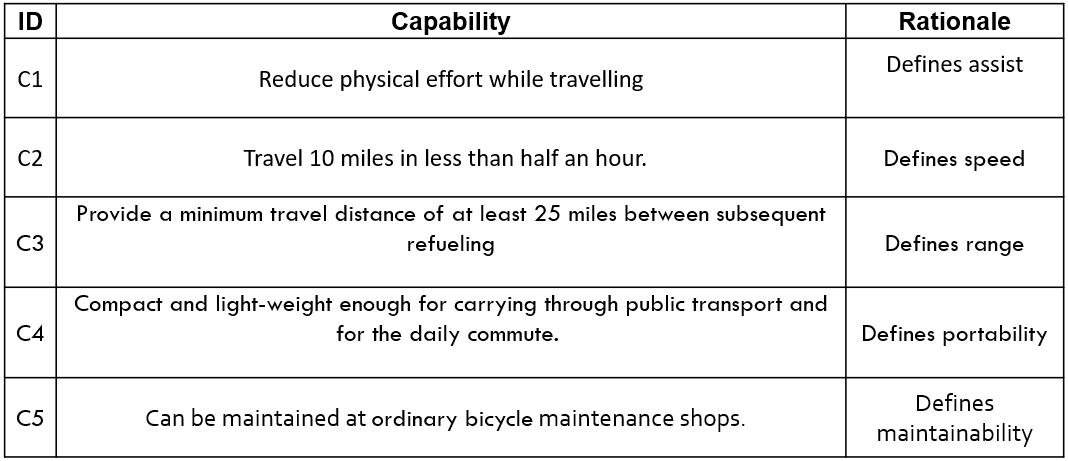 ID Capability Rationale
C1 Reduce physical effort while travelling Defines assist
C2 Travel 10 miles in less than half an hour. Defines speed
C3 Provide a minimum travel distance of at least 25 miles between subsequent
refueling Defines range
C4 Compact and light-weight enough for carrying through public transport and
for the daily commute. Defines portability
C5 Can be maintained at ordinary bicycle maintenance shops. Defines
maintainability